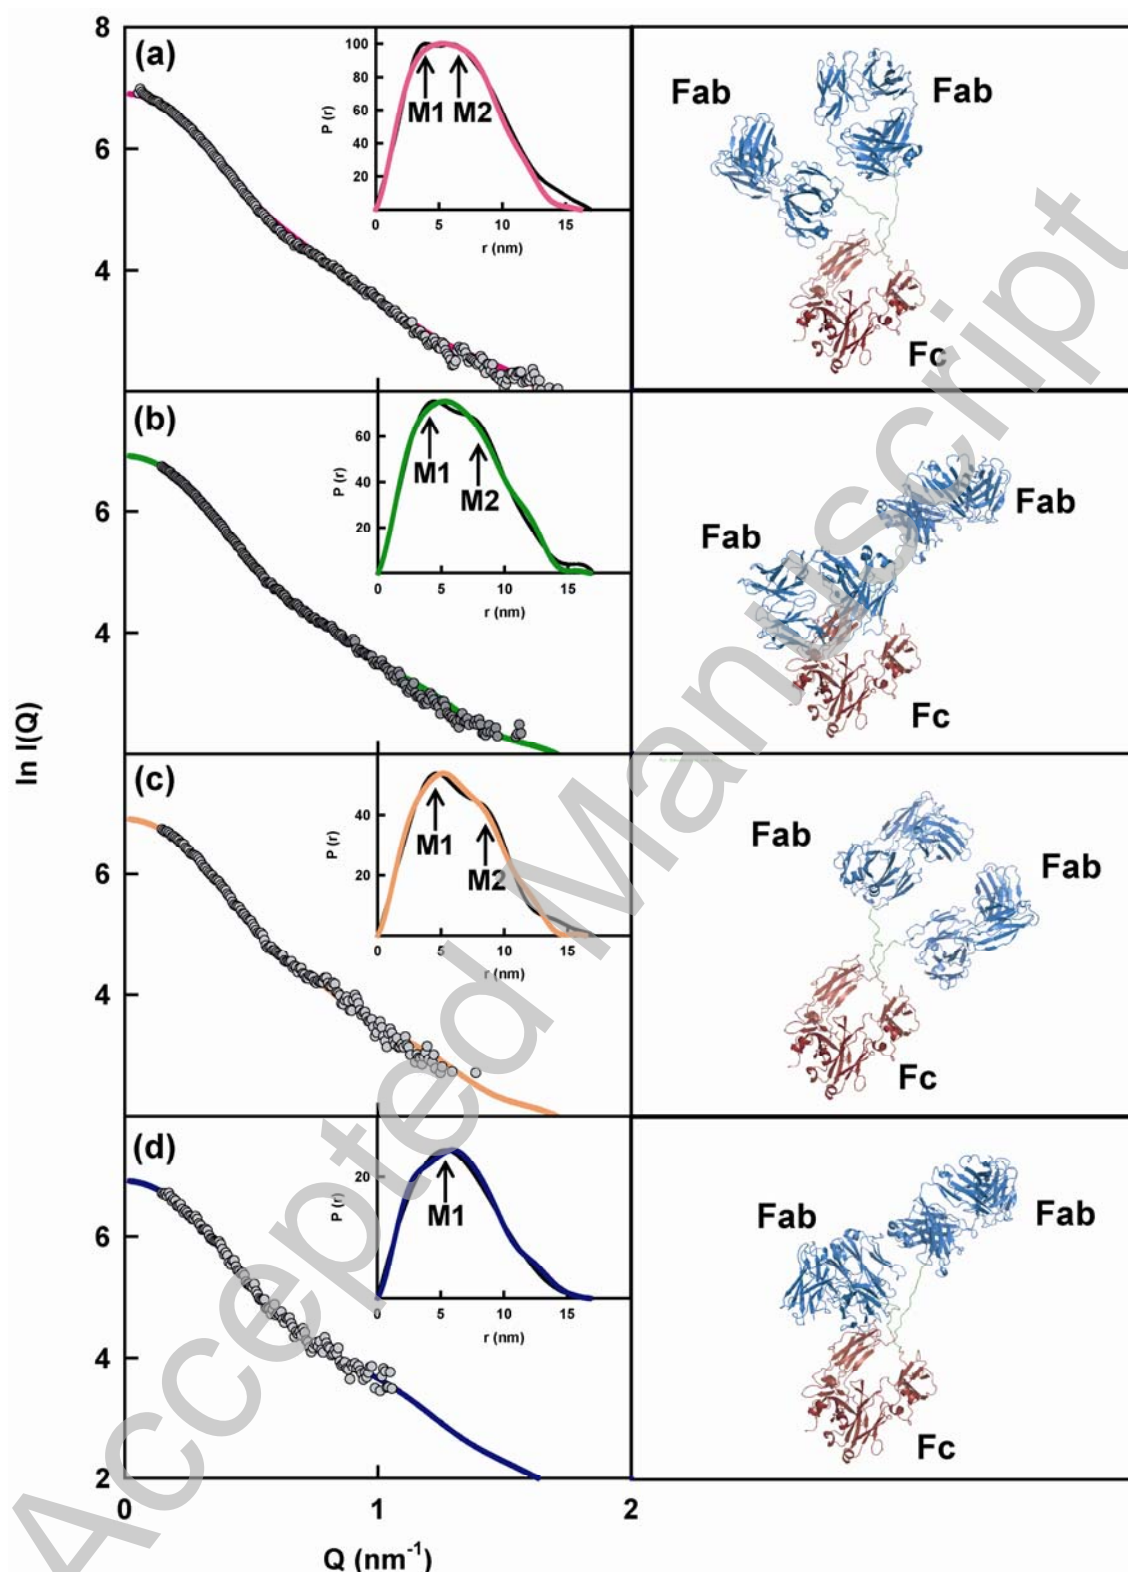 8
(a)
100
80
60
40
20
P (r)
M1 M2
0 5 10 15
r (nm)
6
4
Fab
Fab
Fc
(b)
60
40
20
P (r)
M1
M2
0 5 10 15
r (nm)
6
4
Fab
Fab
Fc
ln I(Q)
(c)
40
20
P (r)
M1
M2
0 5 10 15
r (nm)
6
4
Fab
Fab
Fc
(d)
20
P (r)
M1
0 5 10 15
r (nm)
6
4
2
Fab
Fab
Fc
0 1 2
Q (nm⁻¹)
Accepted Manuscript